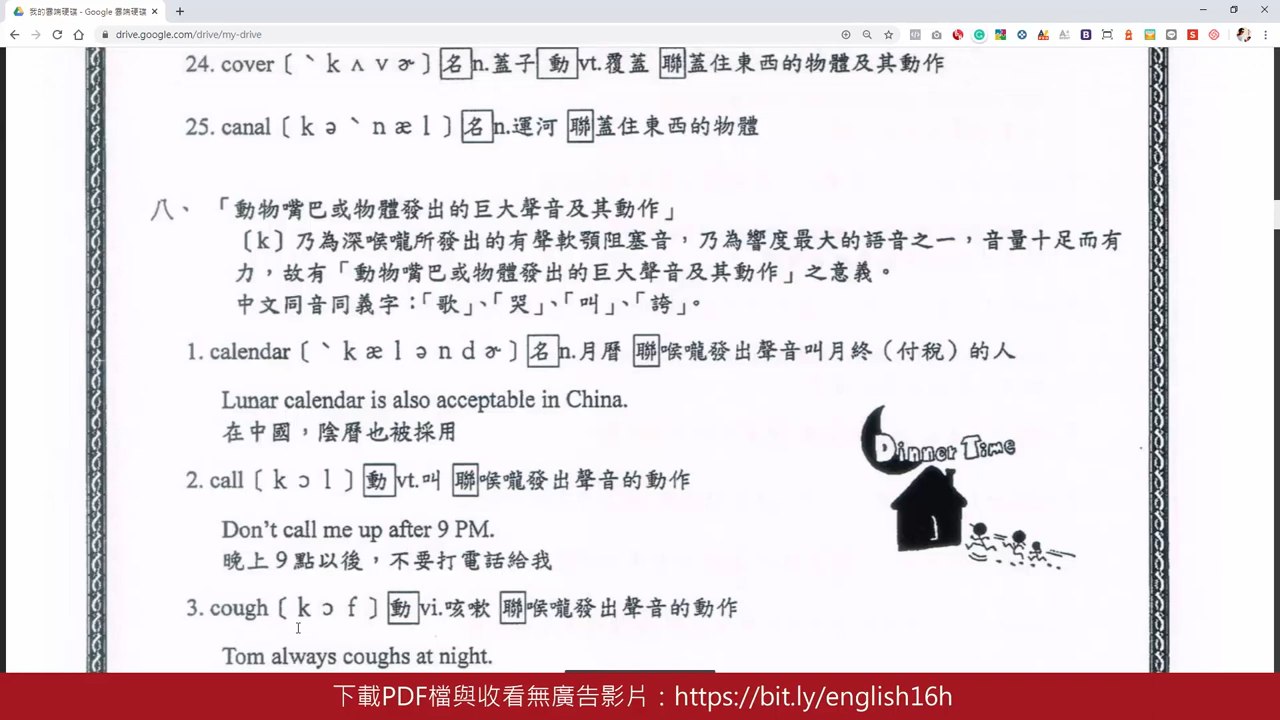 我的雲端硬碟 - Google 雲端硬碟
drive.google.com/drive/my-drive
24. cover〔ˋkʌvɚ〕名n.蓋子 動vt.覆蓋 聯蓋住東西的物體及其動作
25. canal〔kəˋnæl〕名n.運河 聯蓋住東西的物體
八、「動物嘴巴或物體發出的巨大聲音及其動作」
〔k〕乃為深喉嚨所發出的有聲軟顎阻塞音，乃為響度最大的語音之一，音量十足而有
力，故有「動物嘴巴或物體發出的巨大聲音及其動作」之意義。
中文同音同義字：「歌」、「哭」、「叫」、「誇」。
1. calendar〔ˋkæləndɚ〕名n.月曆 聯喉嚨發出聲音叫月終（付稅）的人
Lunar calendar is also acceptable in China.
在中國，陰曆也被採用
Dinner Time
2. call〔kɔl〕動vt.叫 聯喉嚨發出聲音的動作
Don't call me up after 9 PM.
晚上9點以後，不要打電話給我
3. cough〔kɔf〕動vi.咳嗽 聯喉嚨發出聲音的動作
Tom always coughs at night.
下載PDF檔與收看無廣告影片：https://bit.ly/english16h